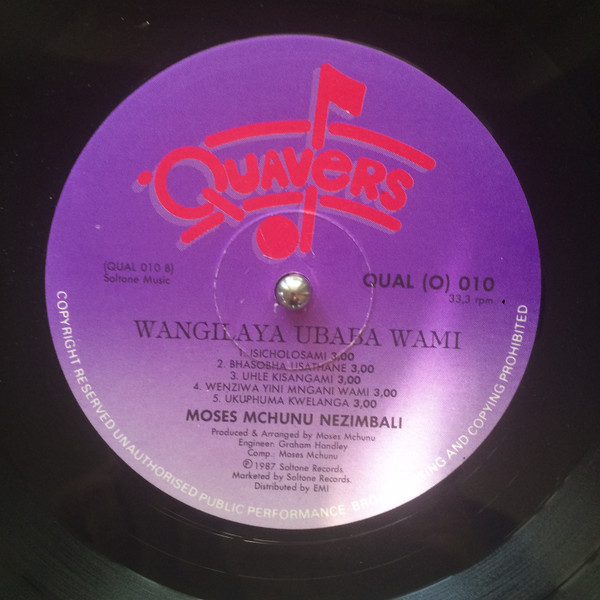 QUAVERS
(QUAL 010 B)
Soltone Music
QUAL (O) 010
33,3 rpm
WANGILAYA UBABA WAMI
1. ISICHOLOSAMI 3,00
2. BHASOBHA USATHANE 3,00
3. UHLE KISANGAMI 3,00
4. WENZIWA YINI MNGANI WAMI 3,00
5. UKUPHUMA KWELANGA 3,00
MOSES MCHUNU NEZIMBALI
Produced & Arranged by Moses Mchunu
Engineer: Graham Handley
Comp.: Moses Mchunu
℗© 1987 Soltone Records.
Marketed by Soltone Records.
Distributed by EMI
COPYRIGHT RESERVED UNAUTHORISED PUBLIC PERFORMANCE AND COPYING PROHIBITED